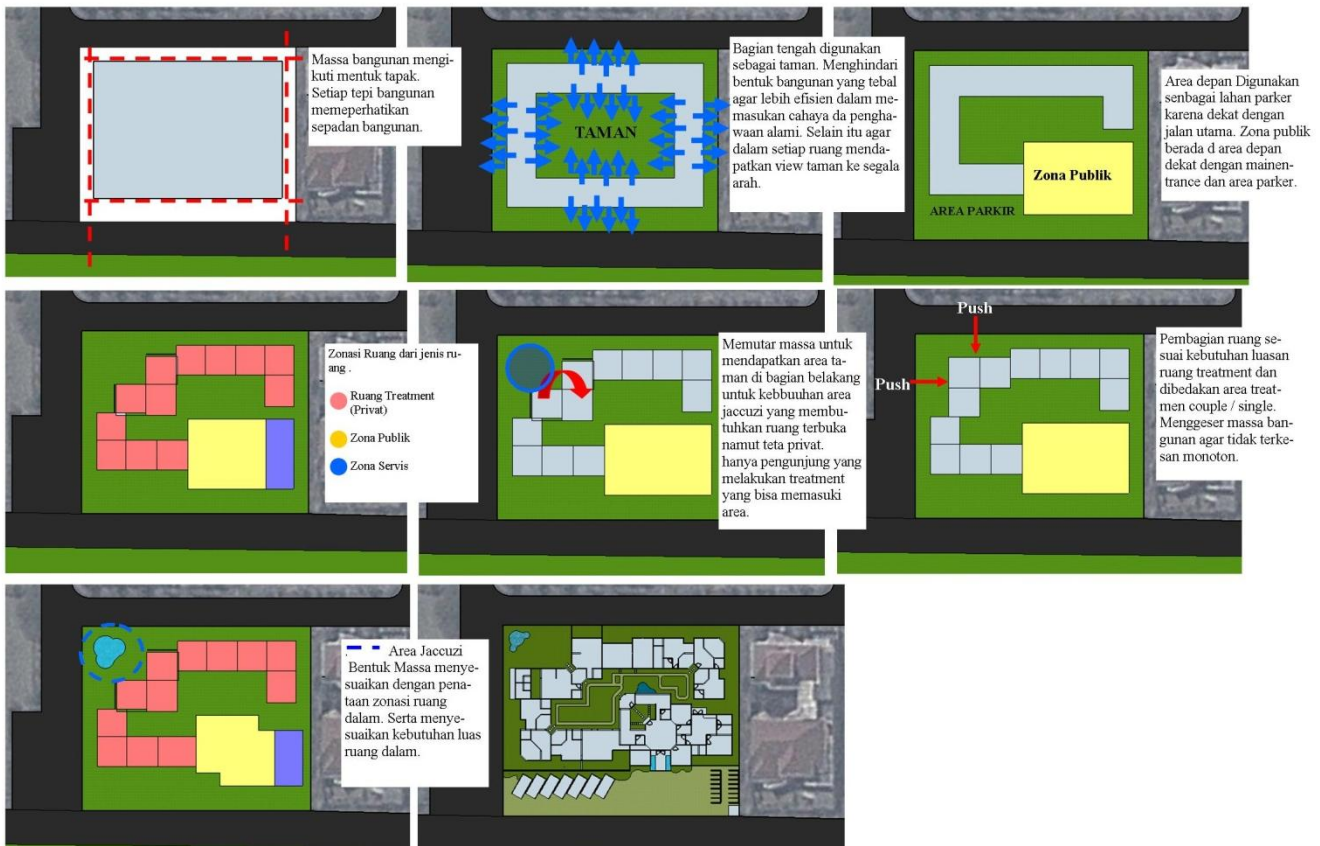 Massa bangunan mengi-
kuti mentuk tapak.
Setiap tepi bangunan
memeperhatikan
sepadan bangunan.
TAMAN
Bagian tengah digunakan
sebagai taman. Menghindari
bentuk bangunan yang tebal
agar lebih efisien dalam me-
masukan cahaya da pengha-
waan alami. Selain itu agar
dalam setiap ruang menda-
patkan view taman ke segala
arah.
Zona Publik
AREA PARKIR
Area depan Digunakan
senbagai lahan parker
karena dekat dengan
jalan utama. Zona publik
berada d area depan
dekat dengan mainen-
trance dan area parker.
Zonasi Ruang dari jenis ru-
ang .
Ruang Treatment
(Privat)
Zona Publik
Zona Servis
Memutar massa untuk
mendapatkan area ta-
man di bagian belakang
untuk kebbuuhan area
jaccuzi yang membu-
tuhkan ruang terbuka
namut teta privat.
hanya pengunjung yang
melakukan treatment
yang bisa memasuki
area.
Push
Push
Pembagian ruang se-
suai kebutuhan luasan
ruang treatment dan
dibedakan area treat-
men couple / single.
Menggeser massa ban-
gunan agar tidak terke-
san monoton.
Area Jaccuzi
Bentuk Massa menye-
suaikan dengan pena-
taan zonasi ruang
dalam. Serta menye-
suaikan kebutuhan luas
ruang dalam.